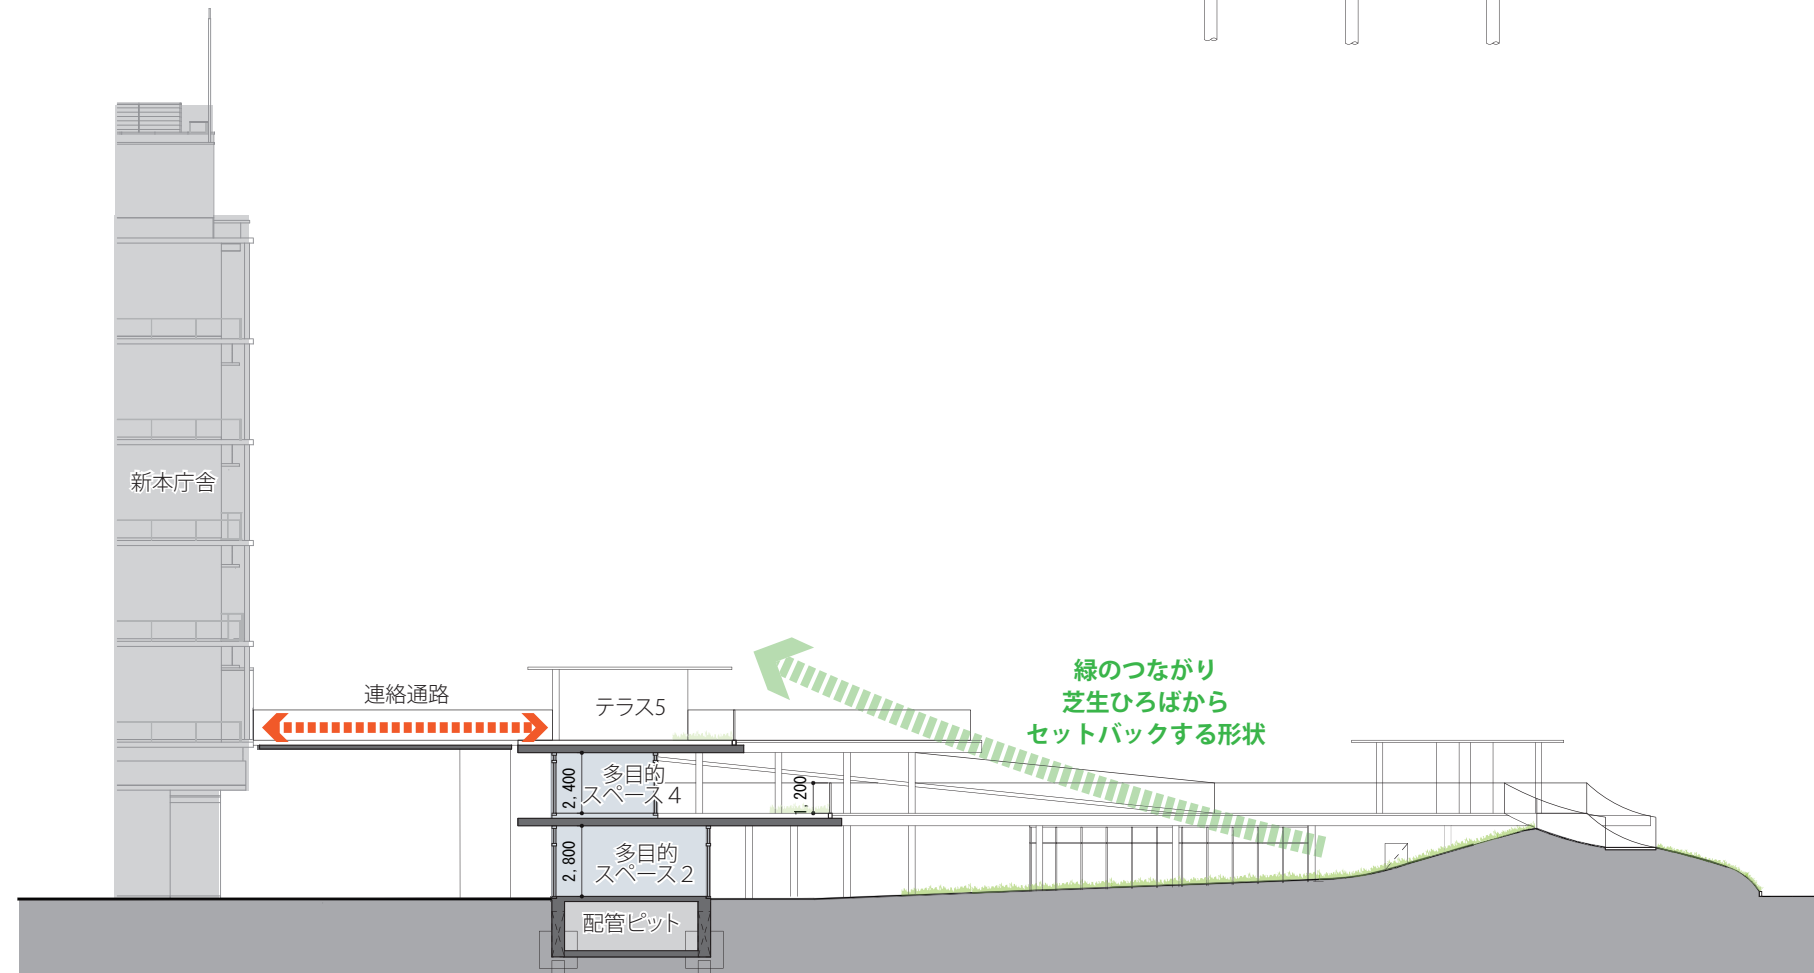 緑のつながり
芝生ひろばから
セットバックする形状
連絡通路
テラス5
新本庁舎
2,400
多目的
スペース4
1,200
2,800
多目的
スペース2
配管ピット